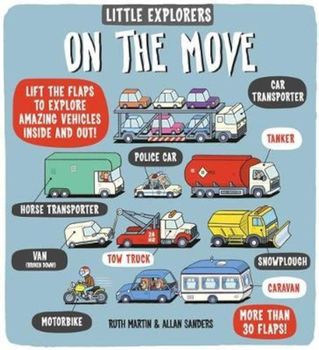 LITTLE EXPLORERS
ON THE MOVE
LIFT THE FLAPS
TO EXPLORE
AMAZING VEHICLES
INSIDE AND OUT!
CAR
TRANSPORTER
TANKER
POLICE CAR
HORSE TRANSPORTER
VAN
(BROKEN DOWN)
TOW TRUCK
SNOWPLOUGH
CARAVAN
MOTORBIKE
RUTH MARTIN & ALLAN SANDERS
MORE THAN
30 FLAPS!